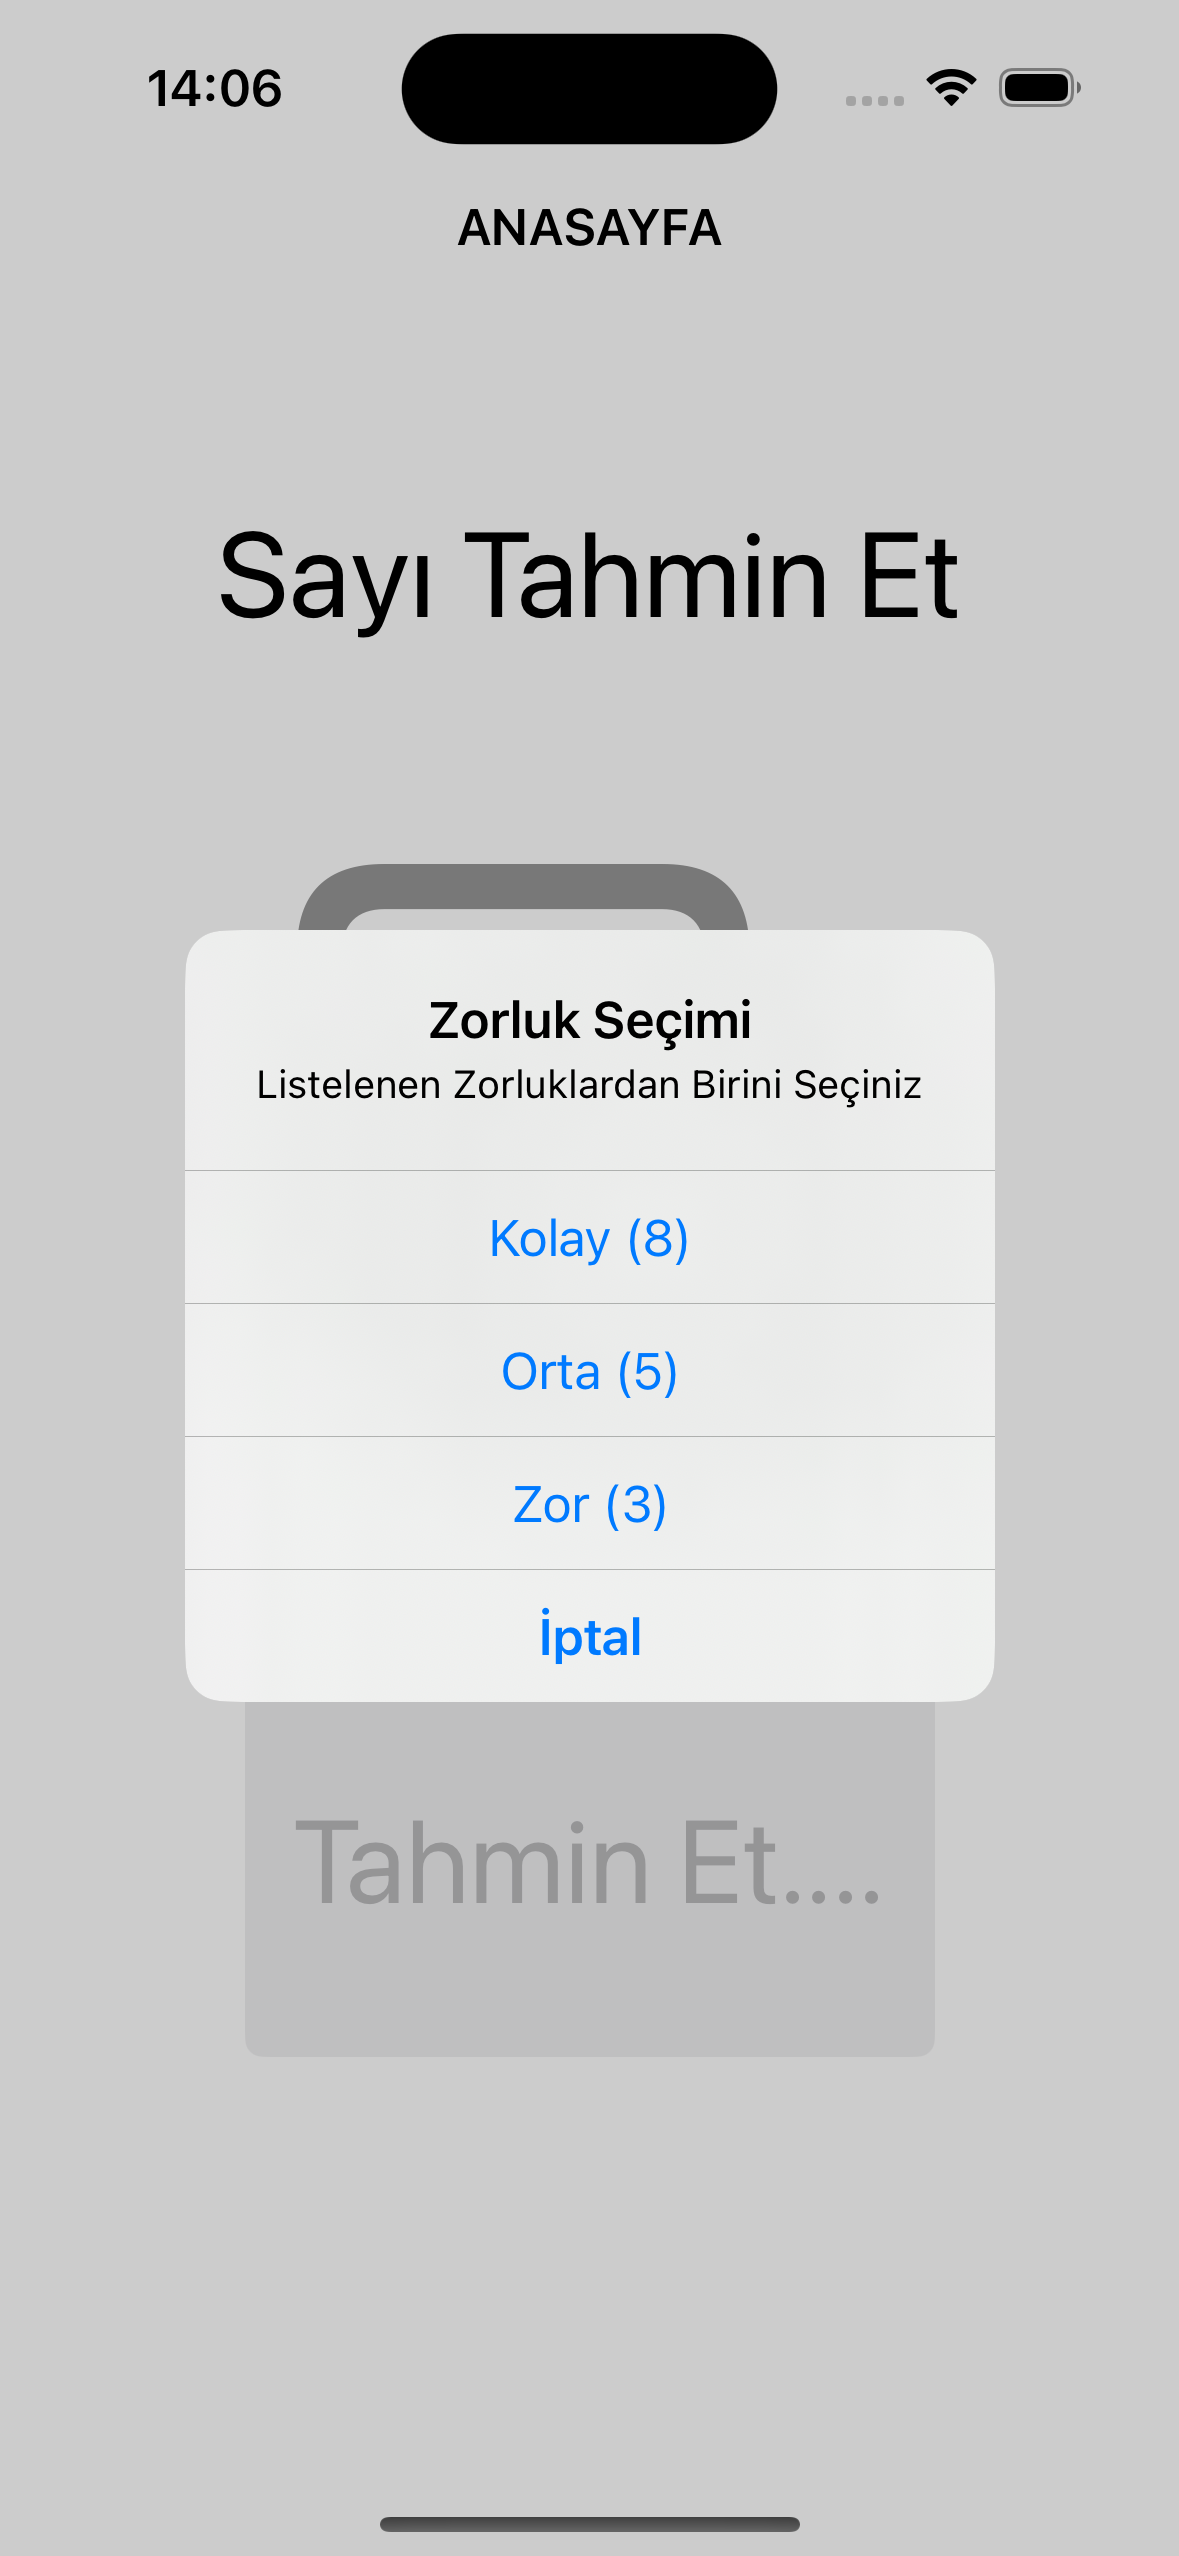 14:06
ANASAYFA
Sayı Tahmin Et
Zorluk Seçimi
Listelenen Zorluklardan Birini Seçiniz
Kolay (8)
Orta (5)
Zor (3)
İptal
Tahmin Et....